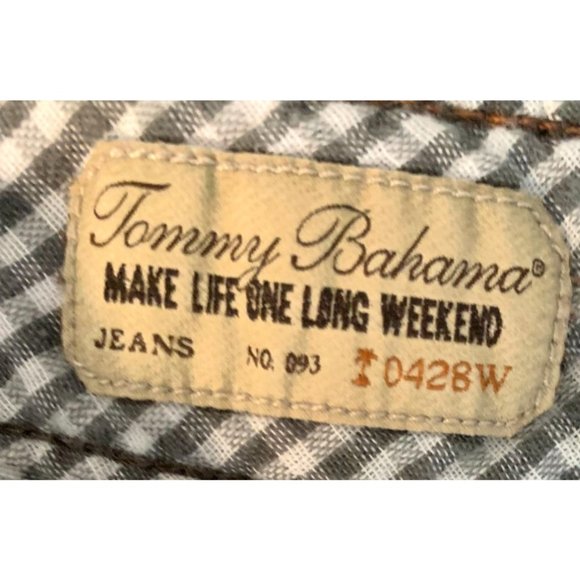 Tommy Bahama®
MAKE LIFE ONE LONG WEEKEND
JEANS NO. 093 0428W